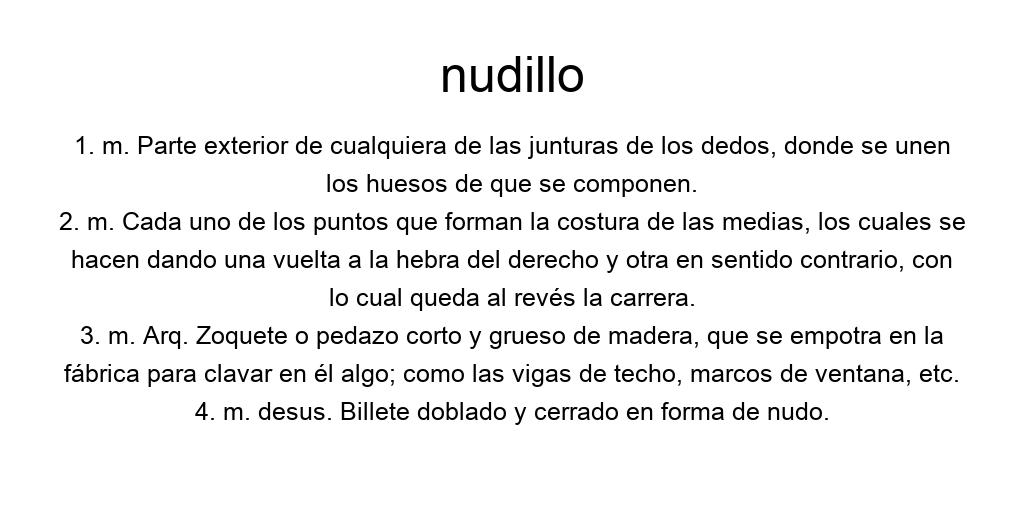 nudillo
1. m. Parte exterior de cualquiera de las junturas de los dedos, donde se unen
los huesos de que se componen.
2. m. Cada uno de los puntos que forman la costura de las medias, los cuales se
hacen dando una vuelta a la hebra del derecho y otra en sentido contrario, con
lo cual queda al revés la carrera.
3. m. Arq. Zoquete o pedazo corto y grueso de madera, que se empotra en la
fábrica para clavar en él algo; como las vigas de techo, marcos de ventana, etc.
4. m. desus. Billete doblado y cerrado en forma de nudo.